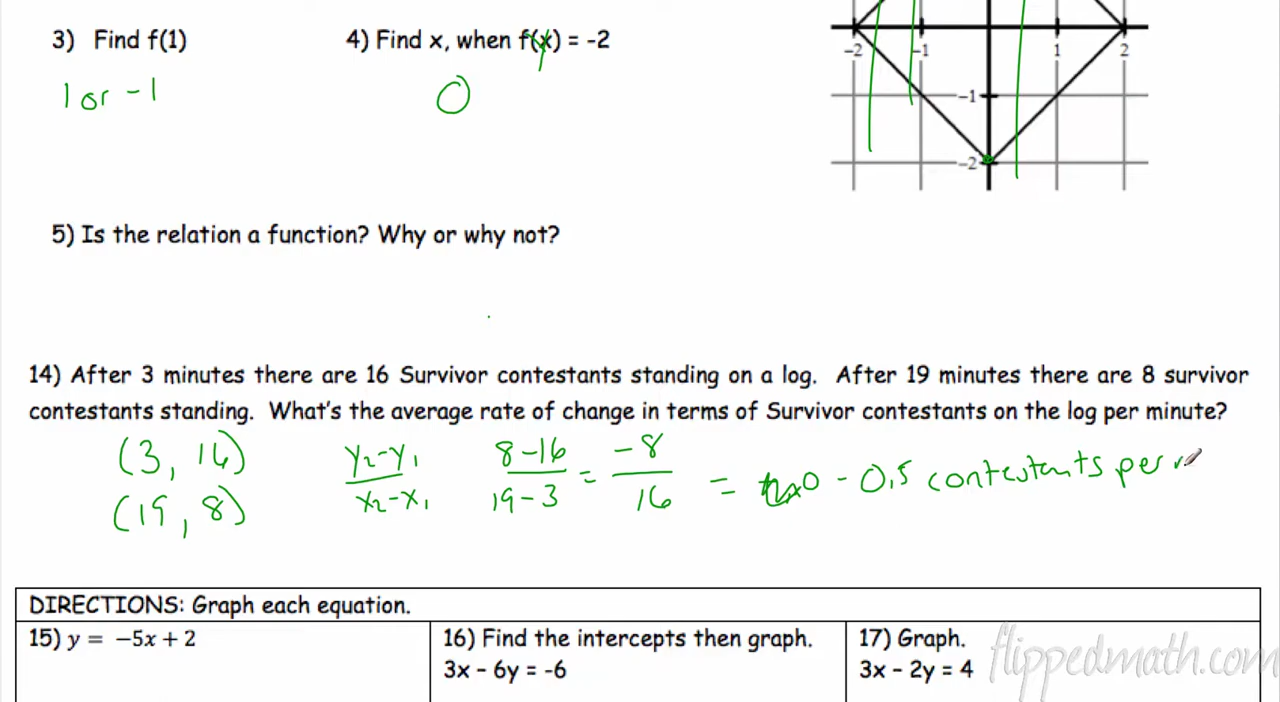 3) Find f(1)
4) Find x, when f(x) = -2
1 or -1
0
-2 -1 1 2
-1
-2
5) Is the relation a function? Why or why not?
14) After 3 minutes there are 16 Survivor contestants standing on a log. After 19 minutes there are 8 survivor
contestants standing. What's the average rate of change in terms of Survivor contestants on the log per minute?
(3, 16)
(19, 8)
y₂-y₁
x₂-x₁
8-16
19-3
=
-8
16
= -0.5 contestants per
DIRECTIONS: Graph each equation.
15) y = -5x + 2
16) Find the intercepts then graph.
3x - 6y = -6
17) Graph.
3x - 2y = 4
flippedmath.com